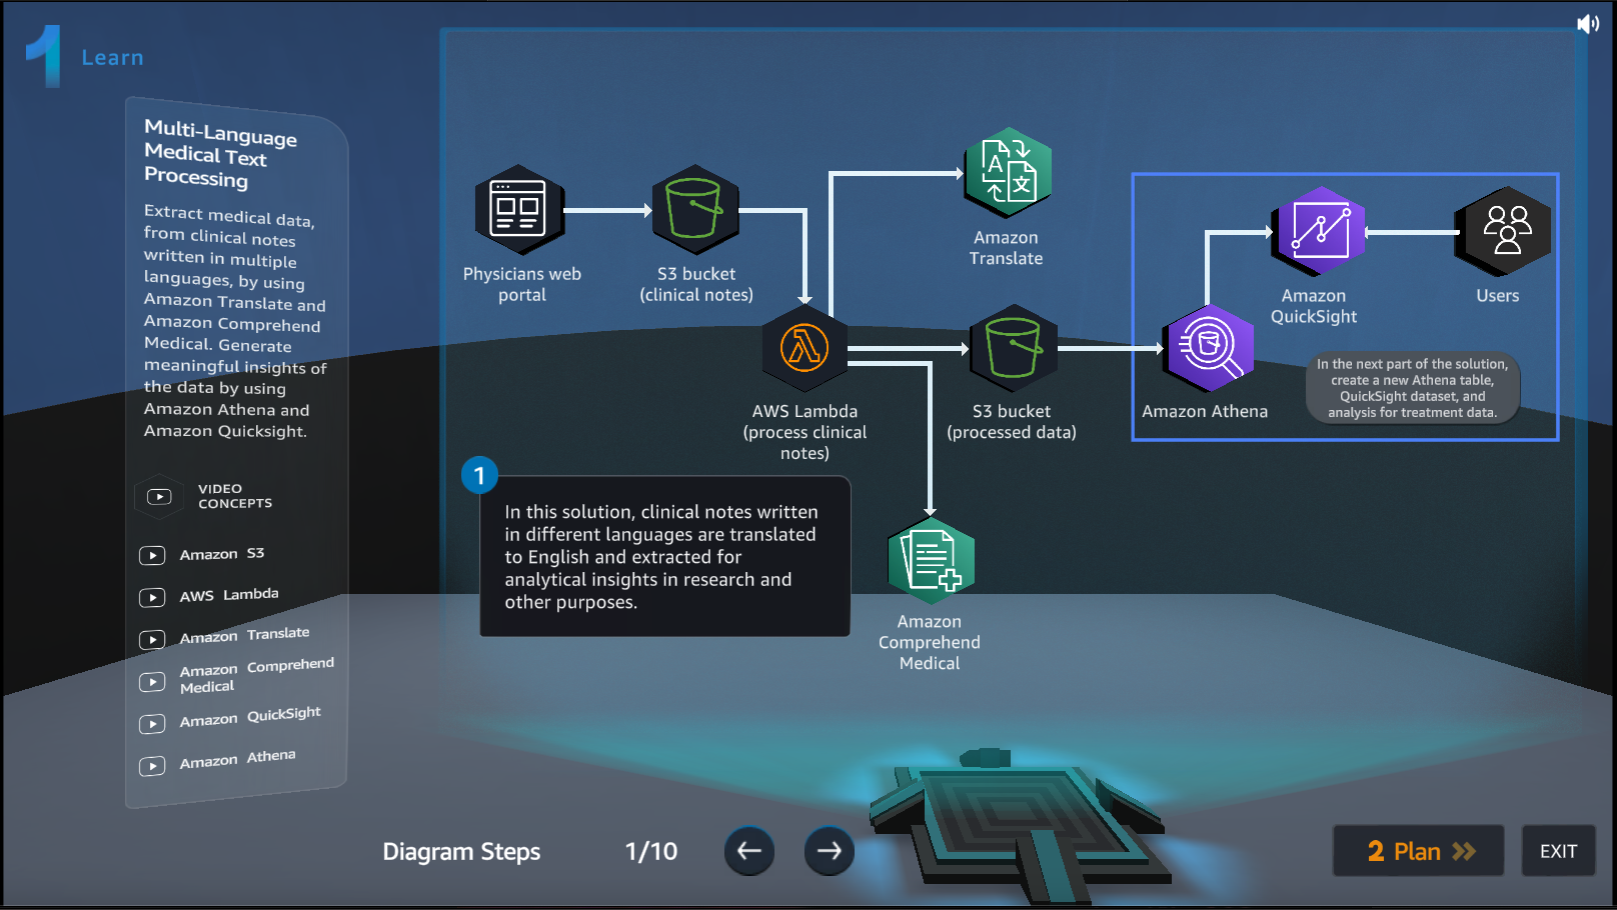 1 Learn
Multi-Language
Medical Text
Processing
Extract medical data,
from clinical notes
written in multiple
languages, by using
Amazon Translate and
Amazon Comprehend
Medical. Generate
meaningful insights of
the data by using
Amazon Athena and
Amazon Quicksight.
VIDEO
CONCEPTS
Amazon S3
AWS Lambda
Amazon Translate
Amazon Comprehend
Medical
Amazon QuickSight
Amazon Athena
Physicians web
portal
S3 bucket
(clinical notes)
A 文
Amazon
Translate
AWS Lambda
(process clinical
notes)
S3 bucket
(processed data)
Amazon
QuickSight
Users
Amazon Athena
In the next part of the solution,
create a new Athena table,
QuickSight dataset, and
analysis for treatment data.
1
In this solution, clinical notes written
in different languages are translated
to English and extracted for
analytical insights in research and
other purposes.
Amazon
Comprehend
Medical
Diagram Steps 1/10
2 Plan
EXIT